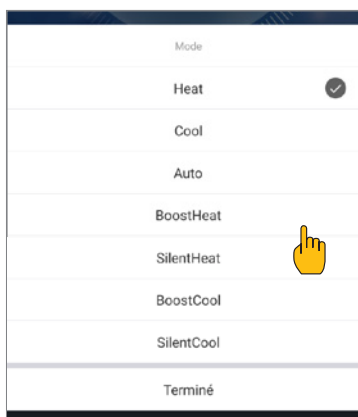 Mode
Heat
Cool
Auto
BoostHeat
SilentHeat
BoostCool
SilentCool
Terminé